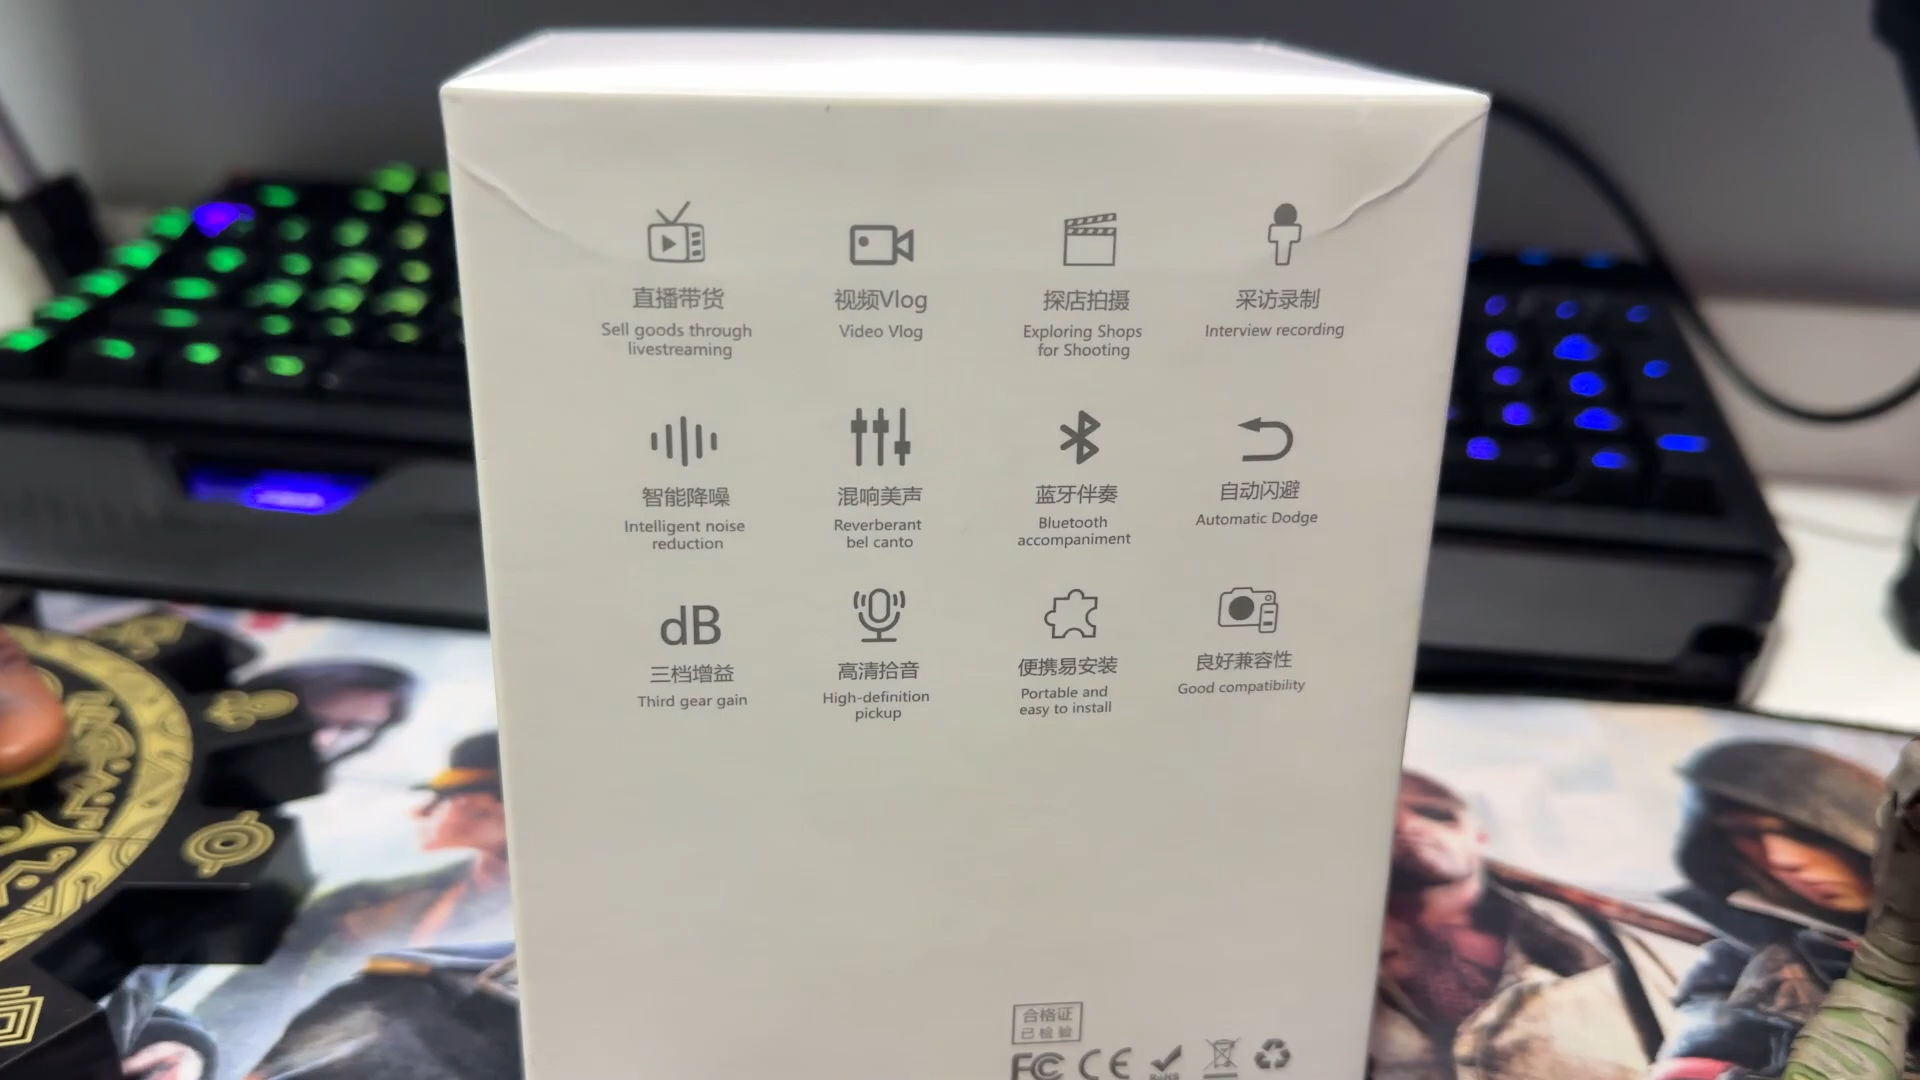 直播带货
Sell goods through
livestreaming
视频Vlog
Video Vlog
探店拍摄
Exploring Shops
for Shooting
采访录制
Interview recording
智能降噪
Intelligent noise
reduction
混响美声
Reverberant
bel canto
蓝牙伴奏
Bluetooth
accompaniment
自动闪避
Automatic Dodge
dB
三档增益
Third gear gain
高清拾音
High-definition
pickup
便携易安装
Portable and
easy to install
良好兼容性
Good compatibility
合格证
已检验
FC CE RoHS